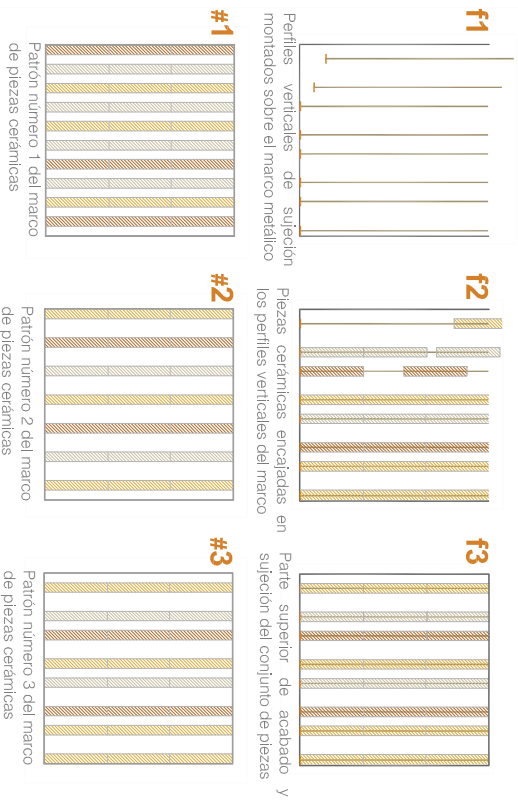 f1
Perfiles verticales de sujeción
montados sobre el marco metálico
f2
Piezas cerámicas encajadas en
los perfiles verticales del marco
f3
Parte superior de acabado y
sujeción del conjunto de piezas
#1
Patrón número 1 del marco
de piezas cerámicas
#2
Patrón número 2 del marco
de piezas cerámicas
#3
Patrón número 3 del marco
de piezas cerámicas